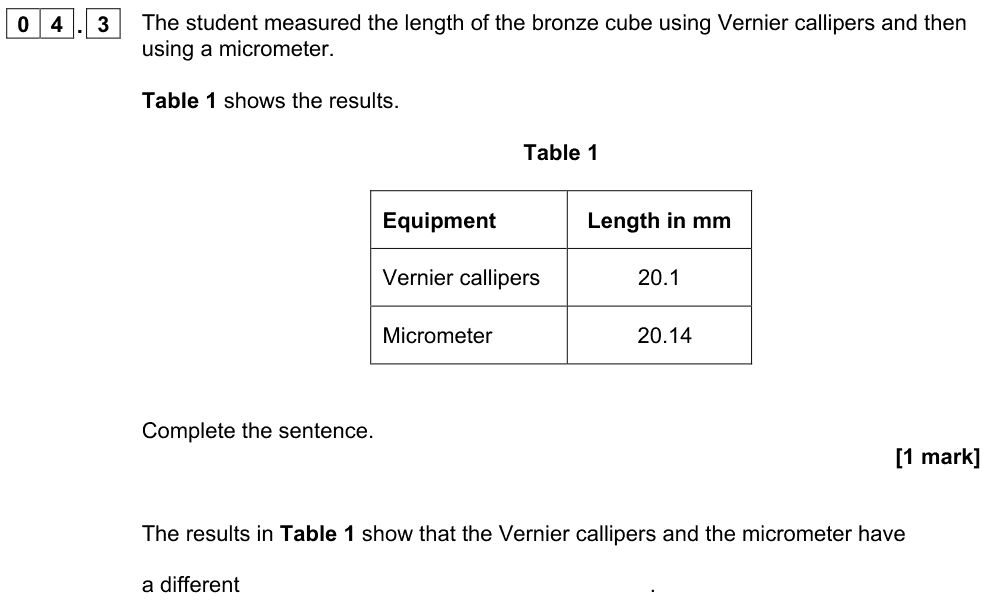 0 4 . 3 The student measured the length of the bronze cube using Vernier callipers and then
using a micrometer.
Table 1 shows the results.
Table 1
Equipment Length in mm
Vernier callipers 20.1
Micrometer 20.14
Complete the sentence.
[1 mark]
The results in Table 1 show that the Vernier callipers and the micrometer have
a different .